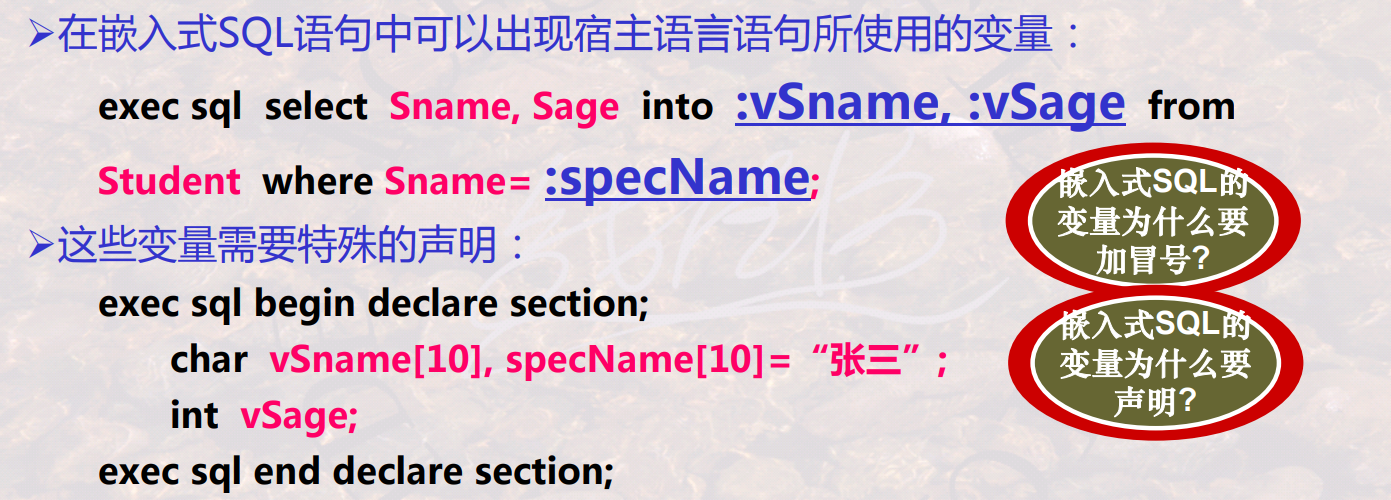 ➢在嵌入式SQL语句中可以出现宿主语言语句所使用的变量：
exec sql select Sname, Sage into :vSname, :vSage from
Student where Sname= :specName;
➢这些变量需要特殊的声明：
exec sql begin declare section;
char vSname[10], specName[10]= “张三” ;
int vSage;
exec sql end declare section;
嵌入式SQL的
变量为什么要
加冒号?
嵌入式SQL的
变量为什么要
声明?